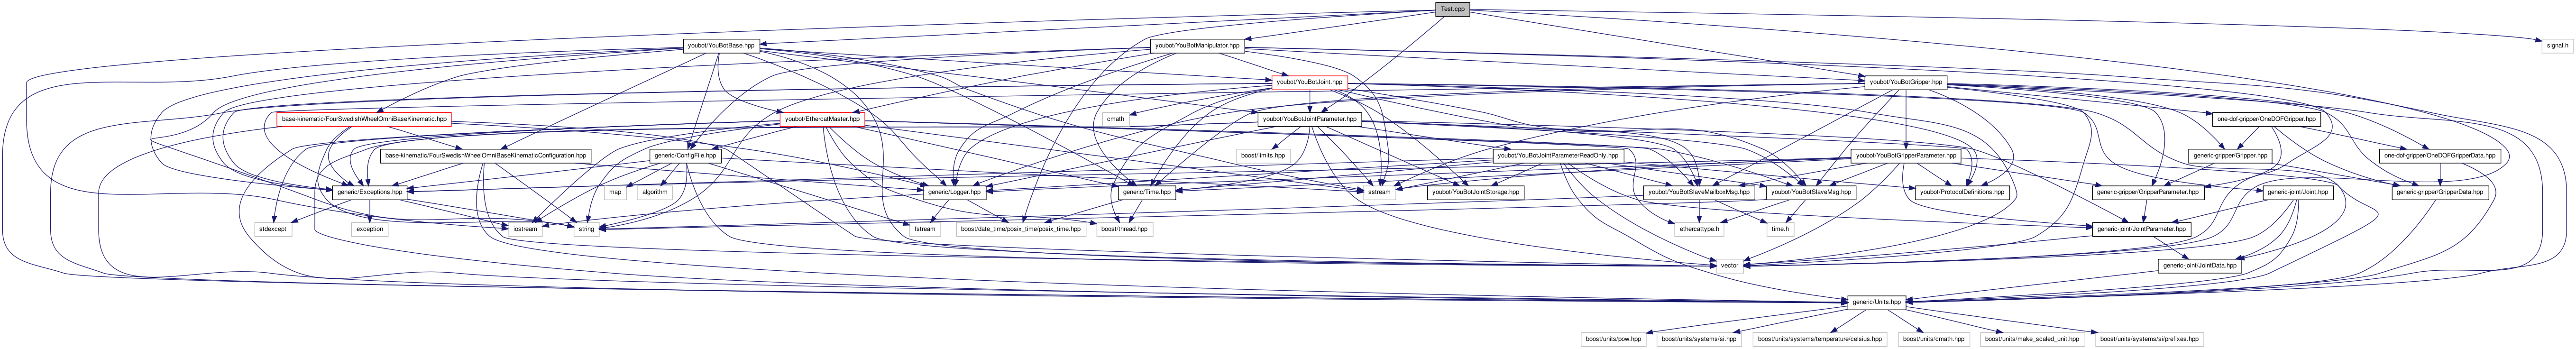 Test.cpp
youbot/YouBotBase.hpp
youbot/YouBotManipulator.hpp
signal.h
youbot/YouBotJoint.hpp
youbot/YouBotGripper.hpp
base-kinematic/FourSwedishWheelOmniBaseKinematic.hpp
youbot/EthercatMaster.hpp
cmath
youbot/YouBotJointParameter.hpp
one-dof-gripper/OneDOFGripper.hpp
base-kinematic/FourSwedishWheelOmniBaseKinematicConfiguration.hpp
generic/ConfigFile.hpp
boost/limits.hpp
youbot/YouBotJointParameterReadOnly.hpp
youbot/YouBotGripperParameter.hpp
generic-gripper/Gripper.hpp
one-dof-gripper/OneDOFGripperData.hpp
generic/Exceptions.hpp
map
algorithm
generic/Logger.hpp
generic/Time.hpp
sstream
youbot/YouBotJointStorage.hpp
youbot/YouBotSlaveMailboxMsg.hpp
youbot/YouBotSlaveMsg.hpp
youbot/ProtocolDefinitions.hpp
generic-gripper/GripperParameter.hpp
generic-joint/Joint.hpp
generic-gripper/GripperData.hpp
stdexcept
exception
iostream
string
fstream
boost/date_time/posix_time/posix_time.hpp
boost/thread.hpp
ethercattype.h
time.h
generic-joint/JointParameter.hpp
vector
generic-joint/JointData.hpp
generic/Units.hpp
boost/units/pow.hpp
boost/units/systems/si.hpp
boost/units/systems/temperature/celsius.hpp
boost/units/cmath.hpp
boost/units/make_scaled_unit.hpp
boost/units/systems/si/prefixes.hpp